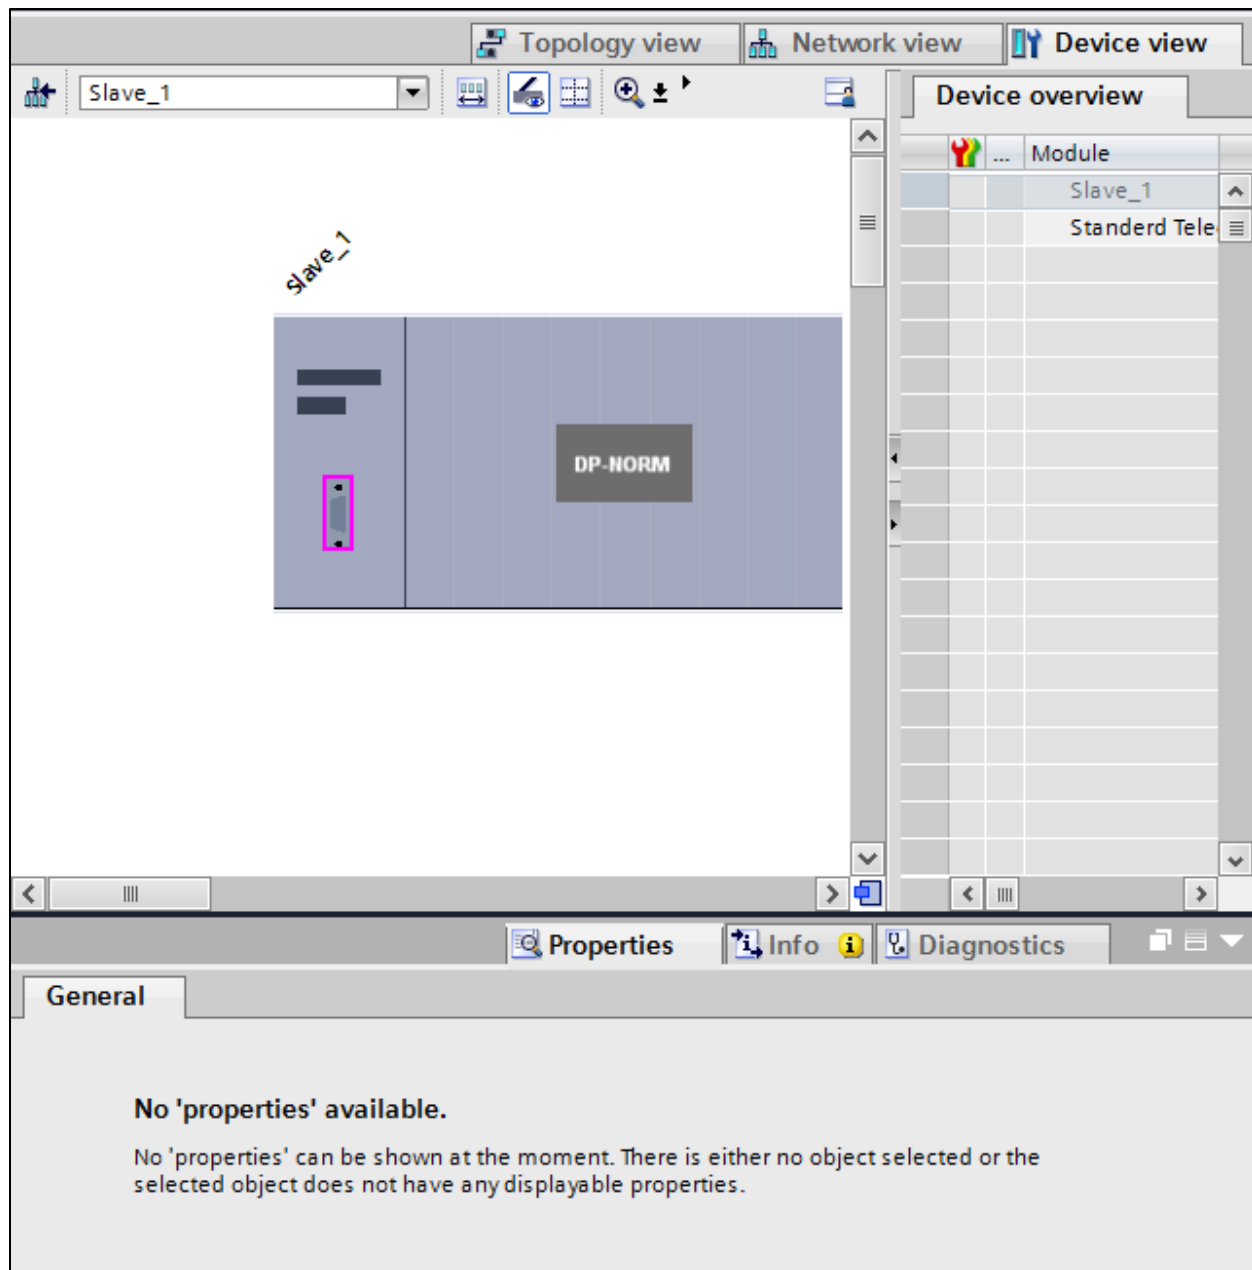 Topology view
Network view
Device view
Slave_1
Device overview
... Module
Slave_1
Standerd Tele
Slave_1
DP-NORM
Properties
Info
Diagnostics
General
No 'properties' available.
No 'properties' can be shown at the moment. There is either no object selected or the
selected object does not have any displayable properties.